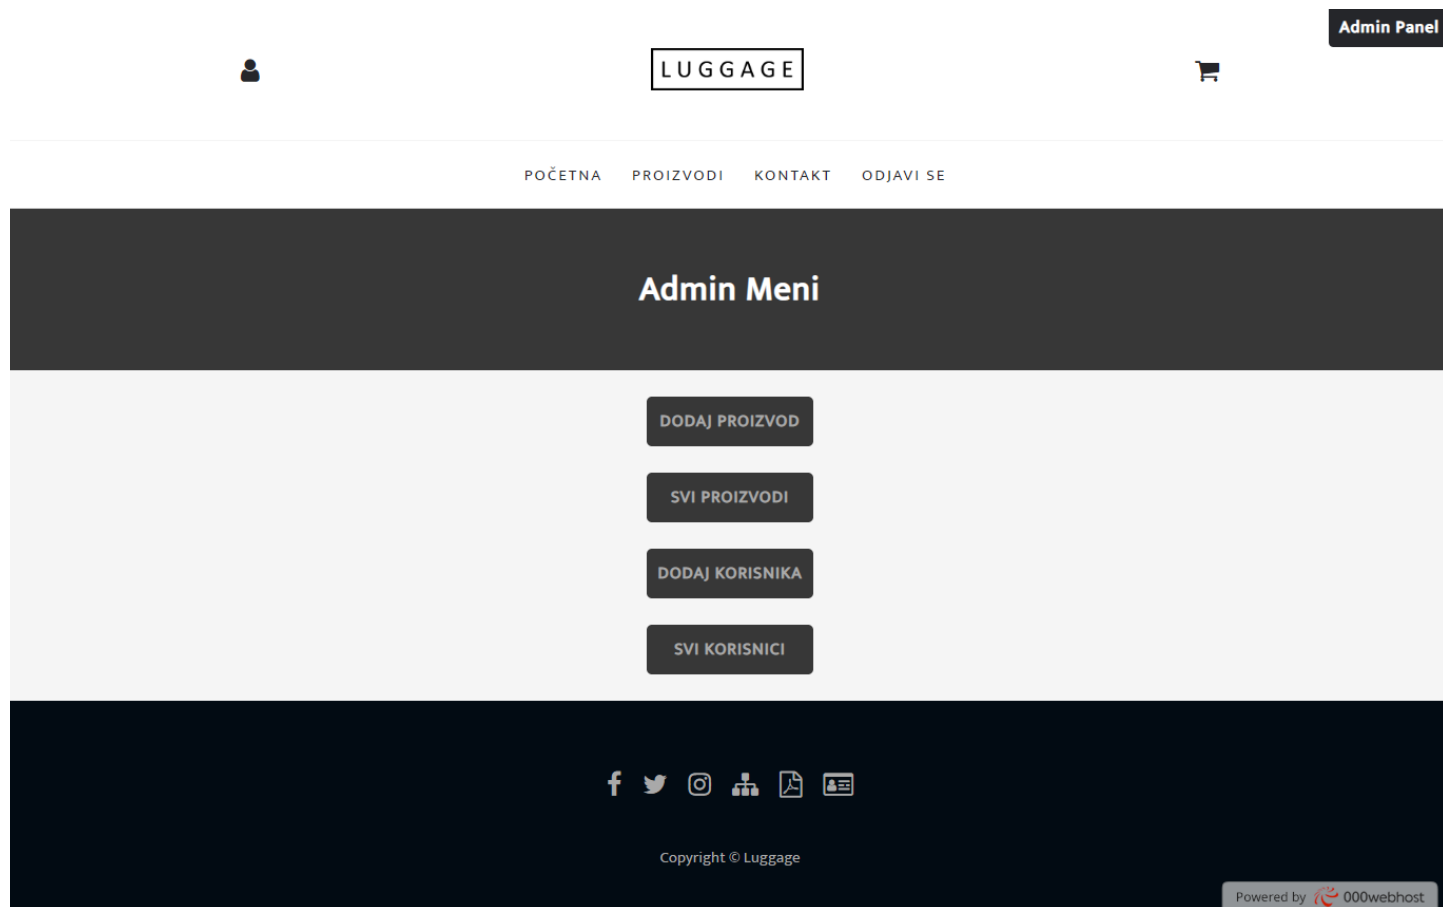 Admin Panel
LUGGAGE
POČETNA PROIZVODI KONTAKT ODJAVI SE
Admin Meni
DODAJ PROIZVOD
SVI PROIZVODI
DODAJ KORISNIKA
SVI KORISNICI
Copyright © Luggage
Powered by 000webhost